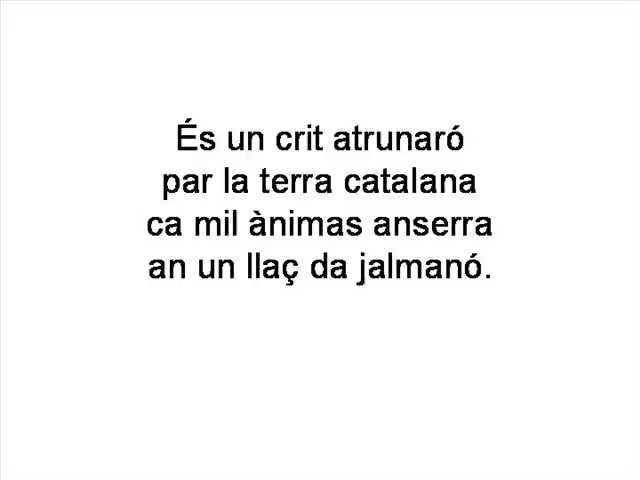 És un crit atrunaró
par la terra catalana
ca mil ànimas anserra
an un llaç da jalmanó.